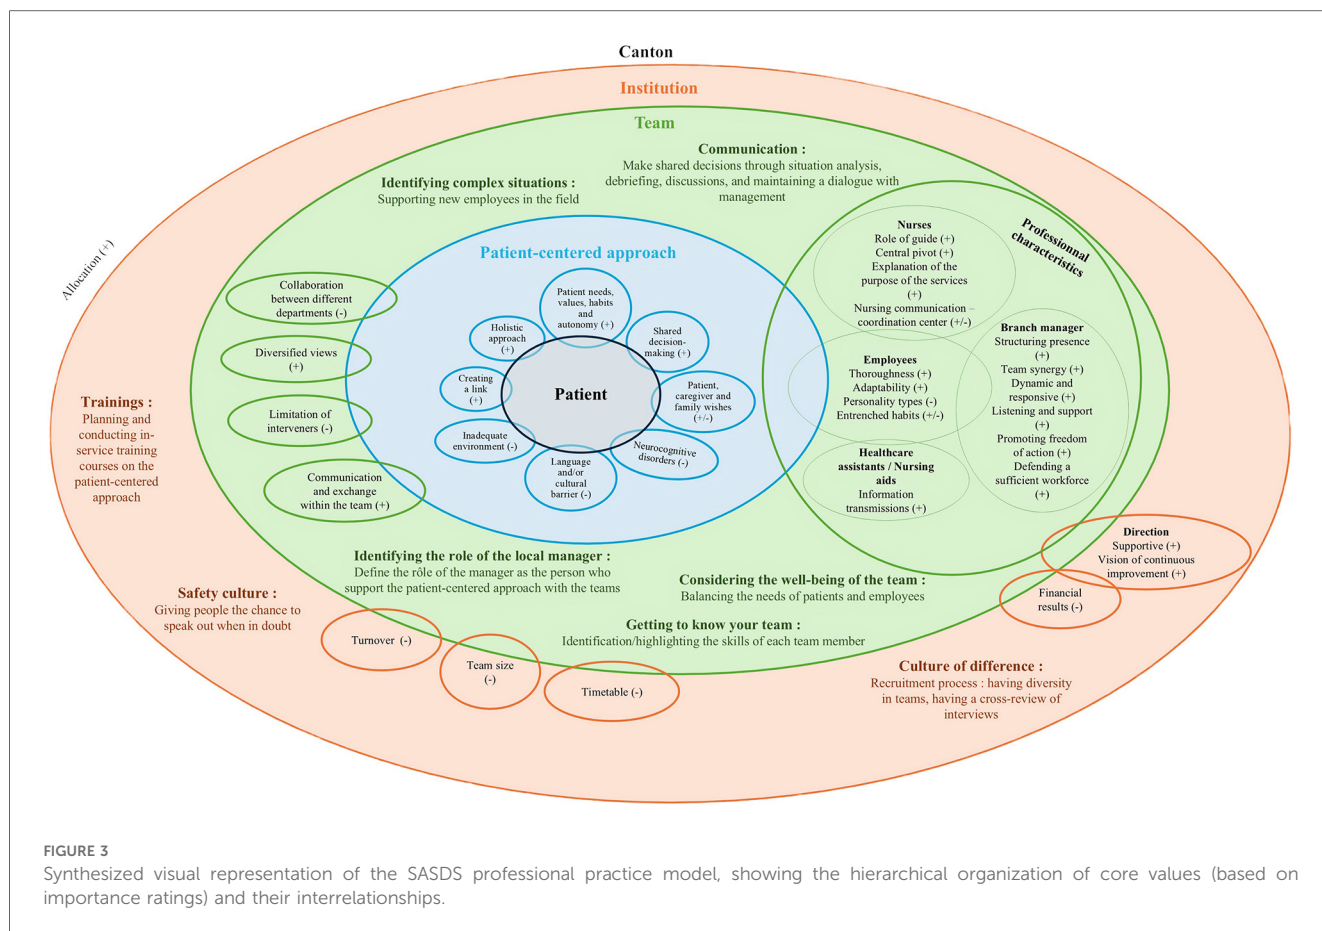 Canton
Institution
Team
Communication :
Make shared decisions through situation analysis,
debriefing, discussions, and maintaining a dialogue with
management
Identifying complex situations :
Supporting new employees in the field
Allocation (+)
Patient-centered approach
Patient needs,
values, habits
and
autonomy (+)
Holistic
approach
(+)
Shared
decision-
making (+)
Creating
a link
(+)
Patient
Patient,
caregiver and
family wishes
(+/-)
Inadequate
environment (-)
Language
and/or
cultural
barrier (-)
Neurocognitive
disorders (-)
Collaboration
between different
departments (-)
Diversified views
(+)
Limitation of
interveners (-)
Communication
and exchange
within the team (+)
Professionnal
characteristics
Nurses
Role of guide (+)
Central pivot (+)
Explanation of the
purpose of the services
(+)
Nursing communication –
coordination center (+/-)
Employees
Thoroughness (+)
Adaptability (+)
Personality types (-)
Entrenched habits (+/-)
Healthcare
assistants / Nursing
aids
Information
transmissions (+)
Branch manager
Structuring presence
(+)
Team synergy (+)
Dynamic and
responsive (+)
Listening and support
(+)
Promoting freedom
of action (+)
Defending a
sufficient workforce
(+)
Trainings :
Planning and
conducting in-
service training
courses on the
patient-centered
approach
Direction
Supportive (+)
Vision of continuous
improvement (+)
Financial
results (-)
Identifying the role of the local manager :
Define the rôle of the manager as the person who
support the patient-centered approach with the teams
Considering the well-being of the team :
Balancing the needs of patients and employees
Safety culture :
Giving people the chance to
speak out when in doubt
Getting to know your team :
Identification/highlighting the skills of each team member
Turnover (-)
Team size
(-)
Timetable (-)
Culture of difference :
Recruitment process : having diversity
in teams, having a cross-review of
interviews
FIGURE 3
Synthesized visual representation of the SASDS professional practice model, showing the hierarchical organization of core values (based on
importance ratings) and their interrelationships.